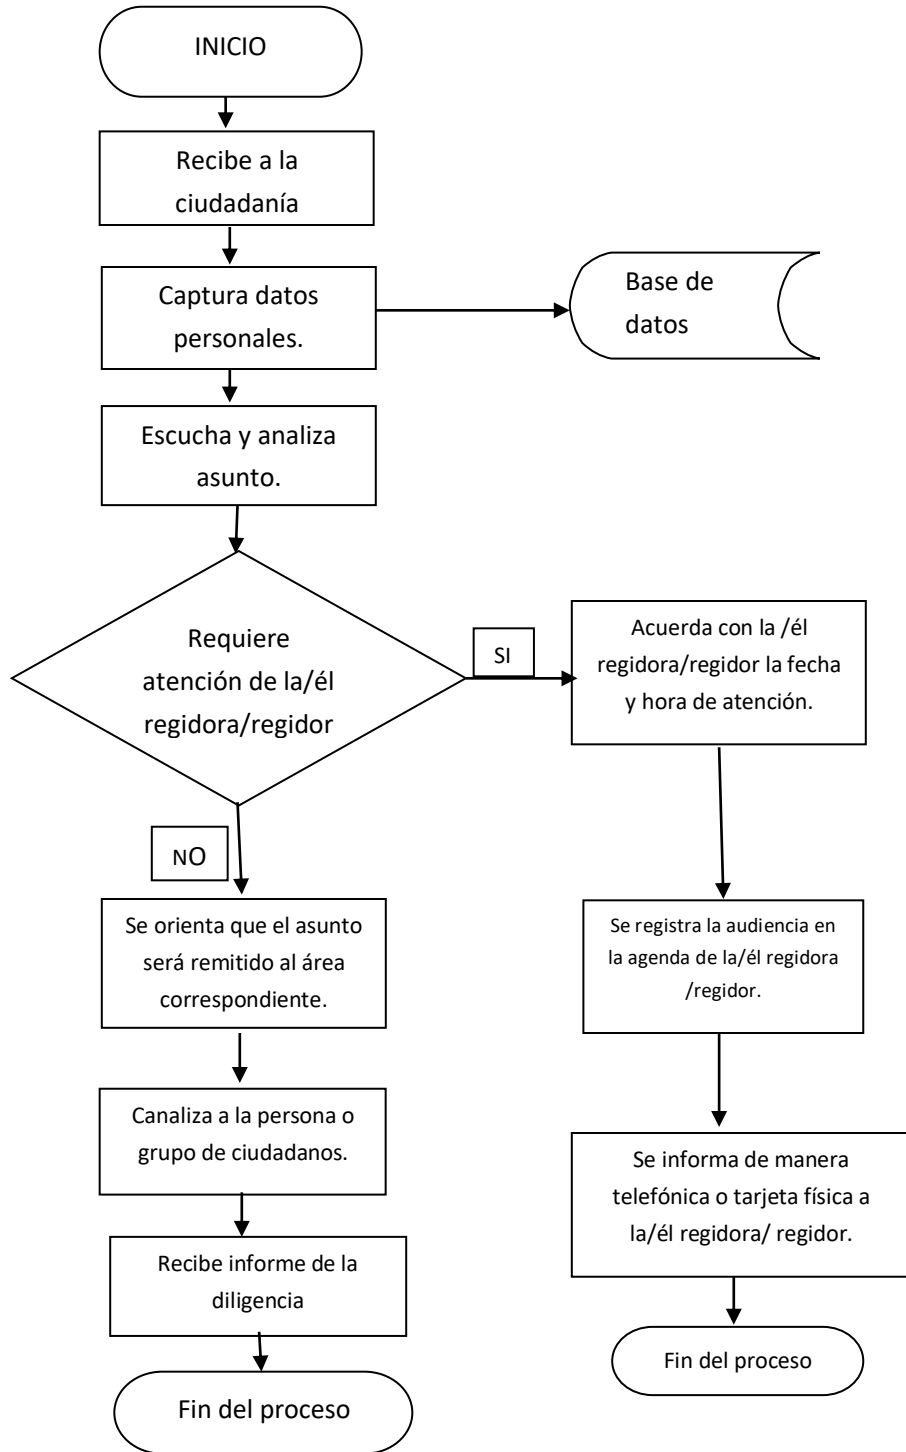 INICIO
Recibe a la
ciudadanía
Captura datos
personales.
Base de
datos
Escucha y analiza
asunto.
Requiere
atención de la/él
regidora/regidor
SI
Acuerda con la /él
regidora/regidor la fecha
y hora de atención.
NO
Se orienta que el asunto
será remitido al área
correspondiente.
Se registra la audiencia en
la agenda de la/él regidora
/regidor.
Canaliza a la persona o
grupo de ciudadanos.
Se informa de manera
telefónica o tarjeta física a
la/él regidora/ regidor.
Recibe informe de la
diligencia
Fin del proceso
Fin del proceso